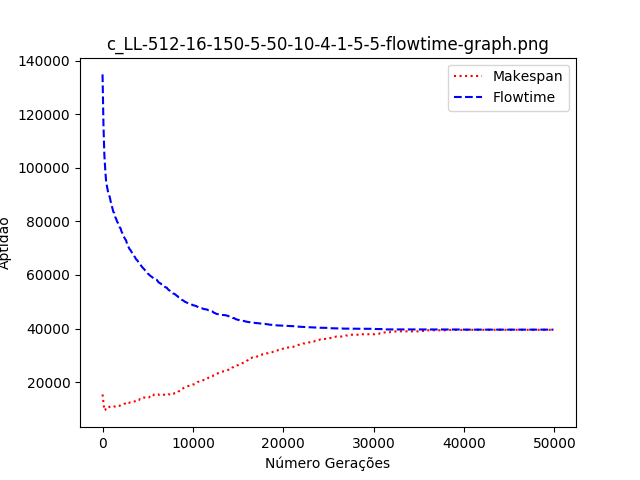 c_LL-512-16-150-5-50-10-4-1-5-5-flowtime-graph.png
140000
120000
100000
80000
60000
40000
20000
Aptidão
Makespan
Flowtime
0 10000 20000 30000 40000 50000
Número Gerações